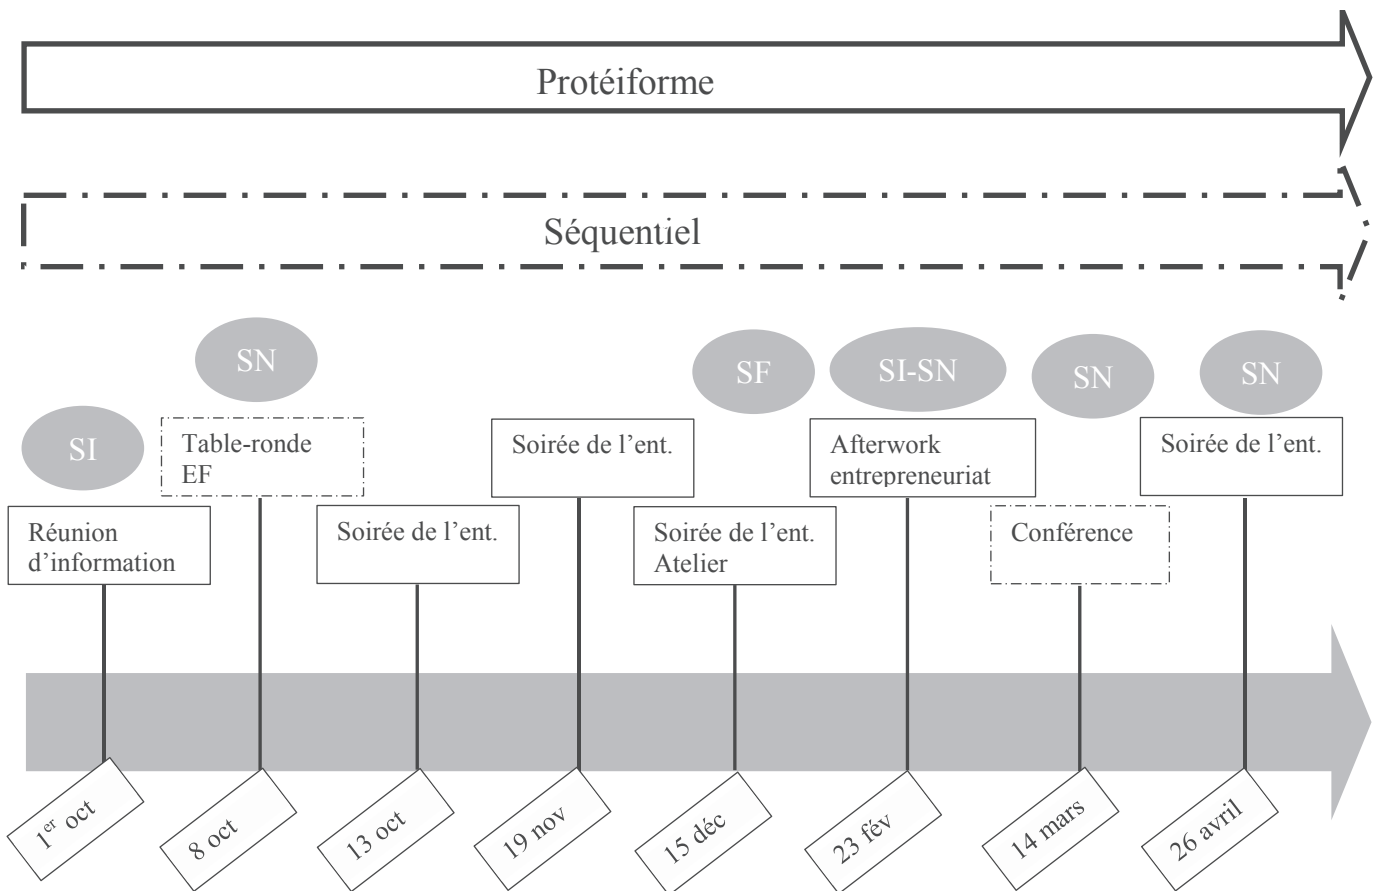 Protéiforme
Séquentiel
SN
SF
SI-SN
SN
SN
SI
Table-ronde
EF
Soirée de l’ent.
Afterwork
entrepreneuriat
Soirée de l’ent.
Réunion
d’information
Soirée de l’ent.
Soirée de l’ent.
Atelier
Conférence
1er oct
8 oct
13 oct
19 nov
15 déc
23 fév
14 mars
26 avril